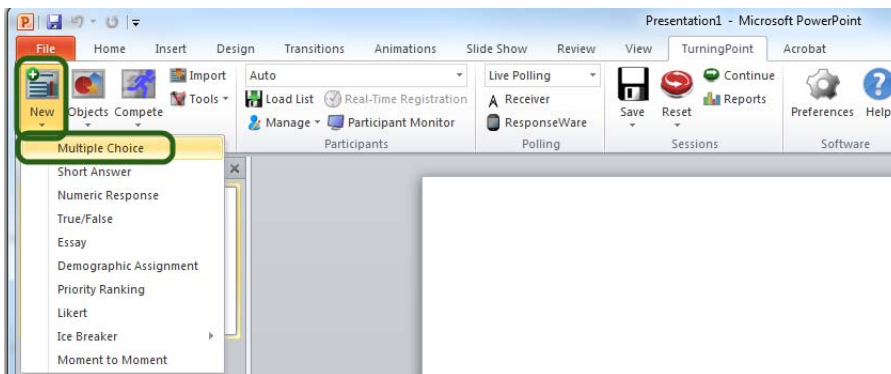 Presentation1 - Microsoft PowerPoint
File Home Insert Design Transitions Animations Slide Show Review View TurningPoint Acrobat
New
Objects
Compete
Import
Tools
Auto
Load List Real-Time Registration
Manage Participant Monitor
Participants
Live Polling
Receiver
ResponseWare
Polling
Save
Reset
Continue
Reports
Sessions
Preferences
Help
Software
Multiple Choice
Short Answer
Numeric Response
True/False
Essay
Demographic Assignment
Priority Ranking
Likert
Ice Breaker
Moment to Moment